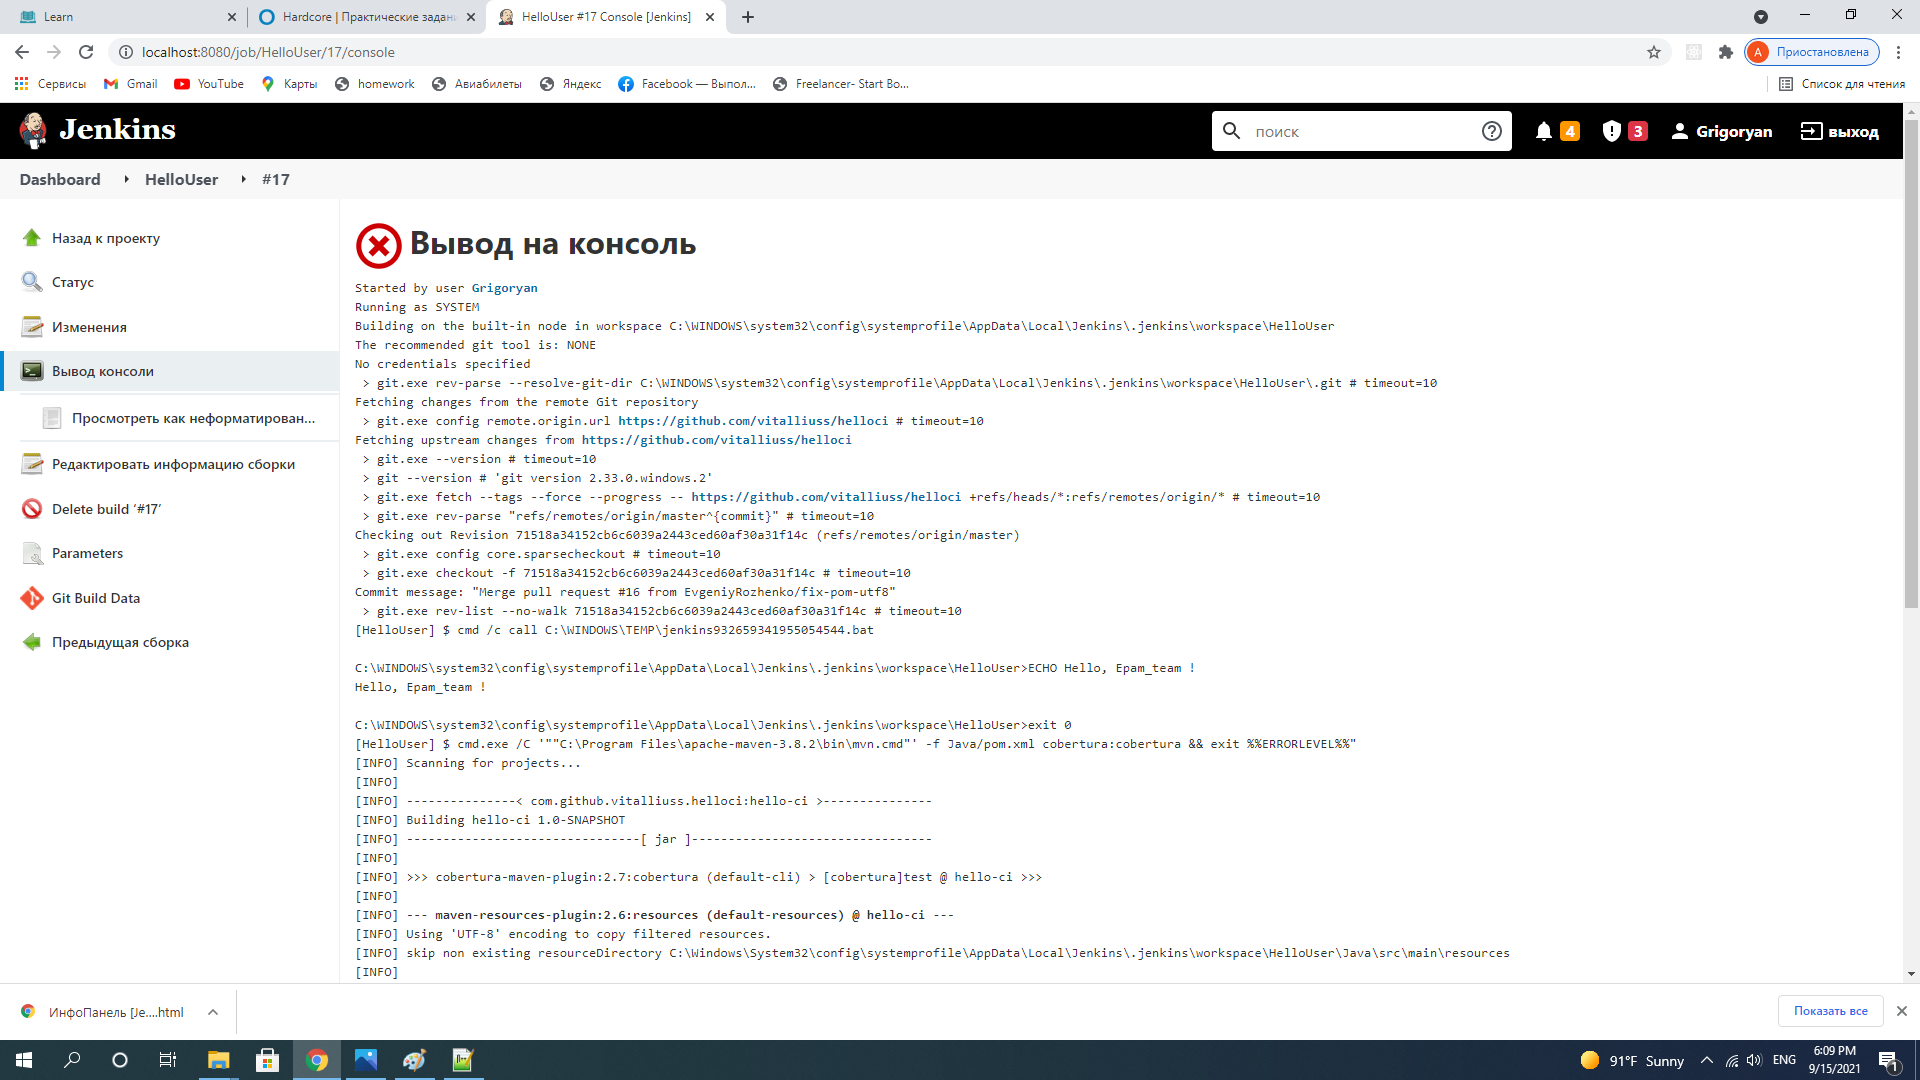 Learn
Hardcore | Практические задан
HelloUser #17 Console [Jenkins]
localhost:8080/job/HelloUser/17/console
A Приостановлена
Сервисы Gmail YouTube Карты homework Авиабилеты Яндекс Facebook — Выпол... Freelancer- Start Bo... Список для чтения
Jenkins
поиск
4 3 Grigoryan выход
Dashboard HelloUser #17
Назад к проекту
Статус
Изменения
Вывод консоли
Просмотреть как неформатирован...
Редактировать информацию сборки
Delete build ‘#17’
Parameters
Git Build Data
Предыдущая сборка
Вывод на консоль
Started by user Grigoryan
Running as SYSTEM
Building on the built-in node in workspace C:\WINDOWS\system32\config\systemprofile\AppData\Local\Jenkins\.jenkins\workspace\HelloUser
The recommended git tool is: NONE
No credentials specified
> git.exe rev-parse --resolve-git-dir C:\WINDOWS\system32\config\systemprofile\AppData\Local\Jenkins\.jenkins\workspace\HelloUser\.git # timeout=10
Fetching changes from the remote Git repository
> git.exe config remote.origin.url https://github.com/vitalliuss/helloci # timeout=10
Fetching upstream changes from https://github.com/vitalliuss/helloci
> git.exe --version # timeout=10
> git --version # 'git version 2.33.0.windows.2'
> git.exe fetch --tags --force --progress -- https://github.com/vitalliuss/helloci +refs/heads/*:refs/remotes/origin/* # timeout=10
> git.exe rev-parse "refs/remotes/origin/master^{commit}" # timeout=10
Checking out Revision 71518a34152cb6c6039a2443ced60af30a31f14c (refs/remotes/origin/master)
> git.exe config core.sparsecheckout # timeout=10
> git.exe checkout -f 71518a34152cb6c6039a2443ced60af30a31f14c # timeout=10
Commit message: "Merge pull request #16 from EvgeniyRozhenko/fix-pom-utf8"
> git.exe rev-list --no-walk 71518a34152cb6c6039a2443ced60af30a31f14c # timeout=10
[HelloUser] $ cmd /c call C:\WINDOWS\TEMP\jenkins932659341955054544.bat
C:\WINDOWS\system32\config\systemprofile\AppData\Local\Jenkins\.jenkins\workspace\HelloUser>ECHO Hello, Epam_team !
Hello, Epam_team !
C:\WINDOWS\system32\config\systemprofile\AppData\Local\Jenkins\.jenkins\workspace\HelloUser>exit 0
[HelloUser] $ cmd.exe /C '""C:\Program Files\apache-maven-3.8.2\bin\mvn.cmd"' -f Java/pom.xml cobertura:cobertura && exit %%ERRORLEVEL%%"
[INFO] Scanning for projects...
[INFO]
[INFO] ---------------< com.github.vitalliuss.helloci:hello-ci >---------------
[INFO] Building hello-ci 1.0-SNAPSHOT
[INFO] --------------------------------[ jar ]---------------------------------
[INFO]
[INFO] >>> cobertura-maven-plugin:2.7:cobertura (default-cli) > [cobertura]test @ hello-ci >>>
[INFO]
[INFO] --- maven-resources-plugin:2.6:resources (default-resources) @ hello-ci ---
[INFO] Using 'UTF-8' encoding to copy filtered resources.
[INFO] skip non existing resourceDirectory C:\Windows\System32\config\systemprofile\AppData\Local\Jenkins\.jenkins\workspace\HelloUser\Java\src\main\resources
[INFO]
ИнфоПанель [Je....html
Показать все
91°F Sunny
ENG
6:09 PM
9/15/2021
1